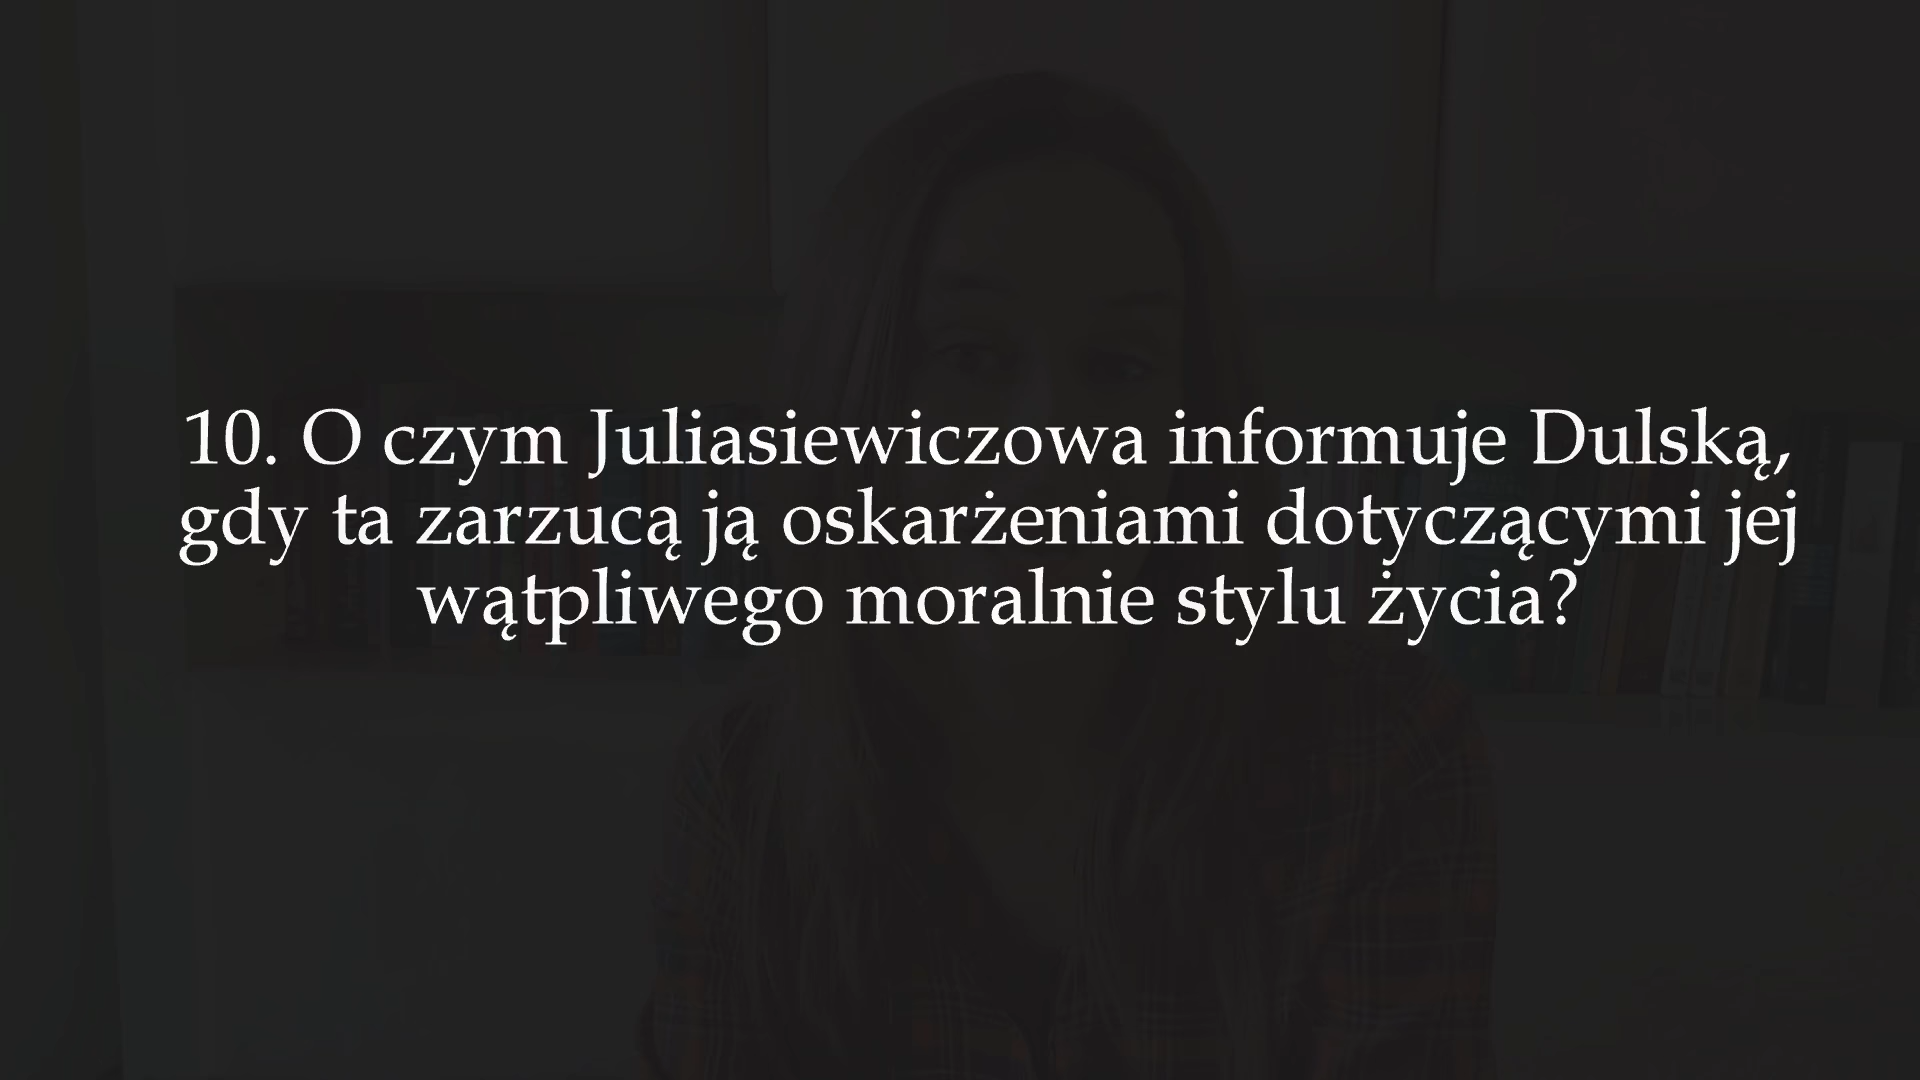 10. O czym Juliasiewiczowa informuje Dulską,
gdy ta zarzucą ją oskarżeniami dotyczącymi jej
wątpliwego moralnie stylu życia?